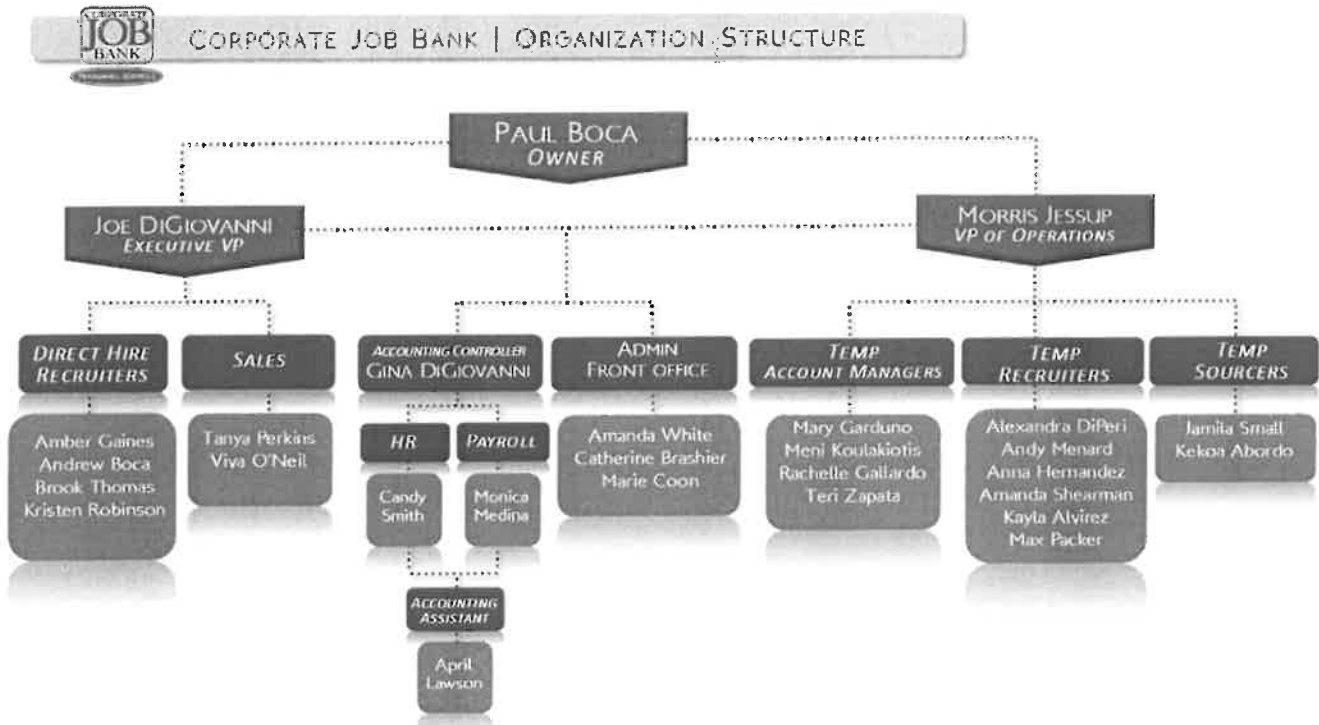 CORPORATE
JOB
BANK
CORPORATE JOB BANK | ORGANIZATION STRUCTURE
PAUL BOCA
OWNER
JOE DIGIOVANNI
EXECUTIVE VP
MORRIS JESSUP
VP OF OPERATIONS
DIRECT HIRE
RECRUITERS
Amber Gaines
Andrew Boca
Brook Thomas
Kristen Robinson
SALES
Tanya Perkins
Viva O'Neil
ACCOUNTING CONTROLLER
GINA DIGIOVANNI
HR
Candy
Smith
PAYROLL
Monica
Medina
ACCOUNTING
ASSISTANT
April
Lawson
ADMIN
FRONT OFFICE
Amanda White
Catherine Brashier
Marie Coon
TEMP
ACCOUNT MANAGERS
Mary Garduno
Meni Koulakiotis
Rachelle Gallardo
Teri Zapata
TEMP
RECRUITERS
Alexandra DiPeri
Andy Menard
Anna Hernandez
Amanda Shearman
Kayla Alvirez
Max Packer
TEMP
SOURCERS
Jamila Small
Kekoa Abordo